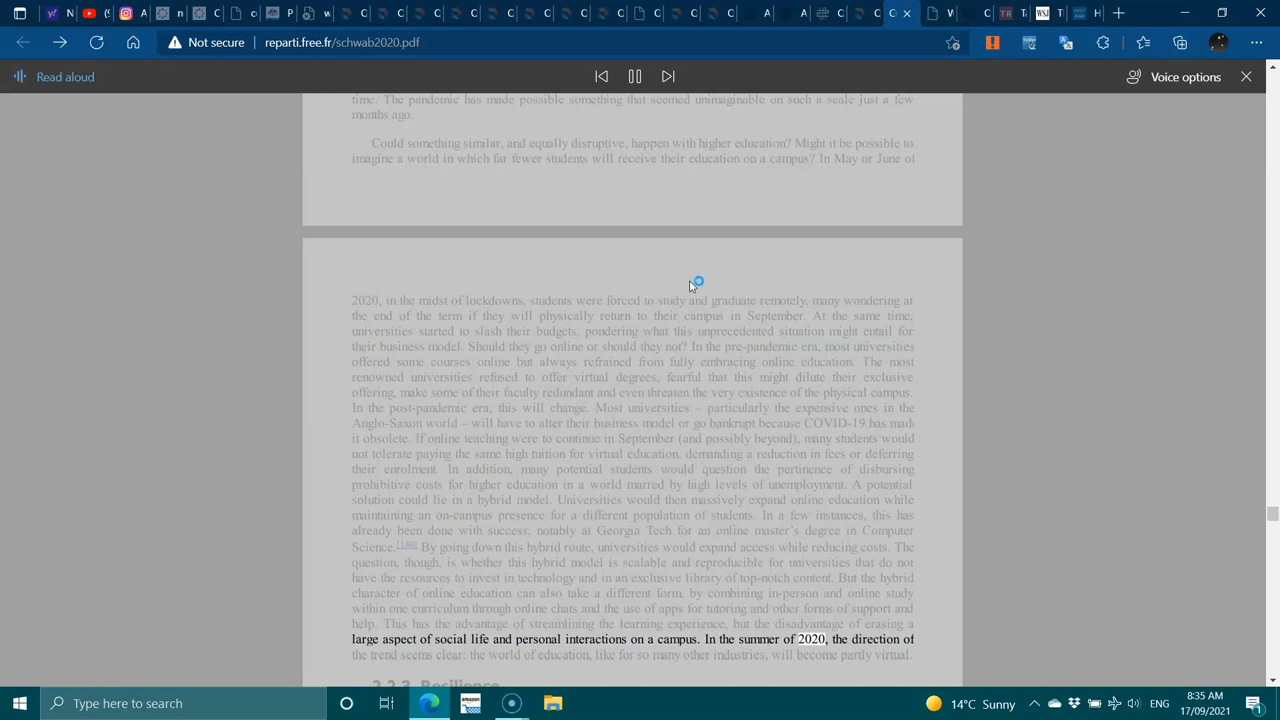 N
C
C
P
w
C
C
C
C
C
C
C
C
C
C
A
A
C
C
C
V
C
T
T
H
Not secure
reparti.free.fr/schwab2020.pdf
Read aloud
Voice options
time. The pandemic has made possible something that seemed unimaginable on such a scale just a few
months ago.
Could something similar, and equally disruptive, happen with higher education? Might it be possible to
imagine a world in which far fewer students will receive their education on a campus? In May or June of
2020, in the midst of lockdowns, students were forced to study and graduate remotely, many wondering at
the end of the term if they will physically return to their campus in September. At the same time,
universities started to slash their budgets, pondering what this unprecedented situation might entail for
their business model. Should they go online or should they not? In the pre-pandemic era, most universities
offered some courses online but always refrained from fully embracing online education. The most
renowned universities refused to offer virtual degrees, fearful that this might dilute their exclusive
offering, make some of their faculty redundant and even threaten the very existence of the physical campus.
In the post-pandemic era, this will change. Most universities – particularly the expensive ones in the
Anglo-Saxon world – will have to alter their business model or go bankrupt because COVID-19 has made
it obsolete. If online teaching were to continue in September (and possibly beyond), many students would
not tolerate paying the same high tuition for virtual education, demanding a reduction in fees or deferring
their enrolment. In addition, many potential students would question the pertinence of disbursing
prohibitive costs for higher education in a world marred by high levels of unemployment. A potential
solution could lie in a hybrid model. Universities would then massively expand online education while
maintaining an on-campus presence for a different population of students. In a few instances, this has
already been done with success, notably at Georgia Tech for an online master's degree in Computer
Science.[140] By going down this hybrid route, universities would expand access while reducing costs. The
question, though, is whether this hybrid model is scalable and reproducible for universities that do not
have the resources to invest in technology and in an exclusive library of top-notch content. But the hybrid
character of online education can also take a different form, by combining in-person and online study
within one curriculum through online chats and the use of apps for tutoring and other forms of support and
help. This has the advantage of streamlining the learning experience, but the disadvantage of erasing a
large aspect of social life and personal interactions on a campus. In the summer of 2020, the direction of
the trend seems clear: the world of education, like for so many other industries, will become partly virtual.
2.2.3. Resilience
Type here to search
amazon
14°C Sunny
ENG
8:35 AM
17/09/2021